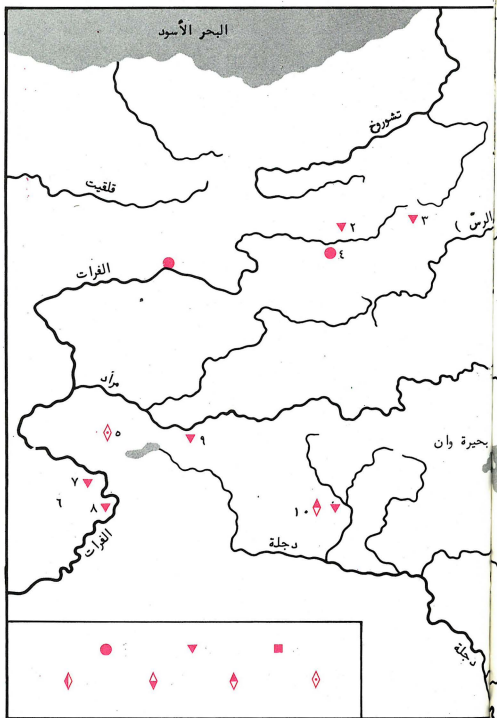 البحر الأسود
تشوروخ
قلقيت
الرسّ )
٣
٢
٤
الفرات
مراد
بحيرة وان
٥
٩
٧
٦
٨
١٠
دجلة
الفرات
دجلة